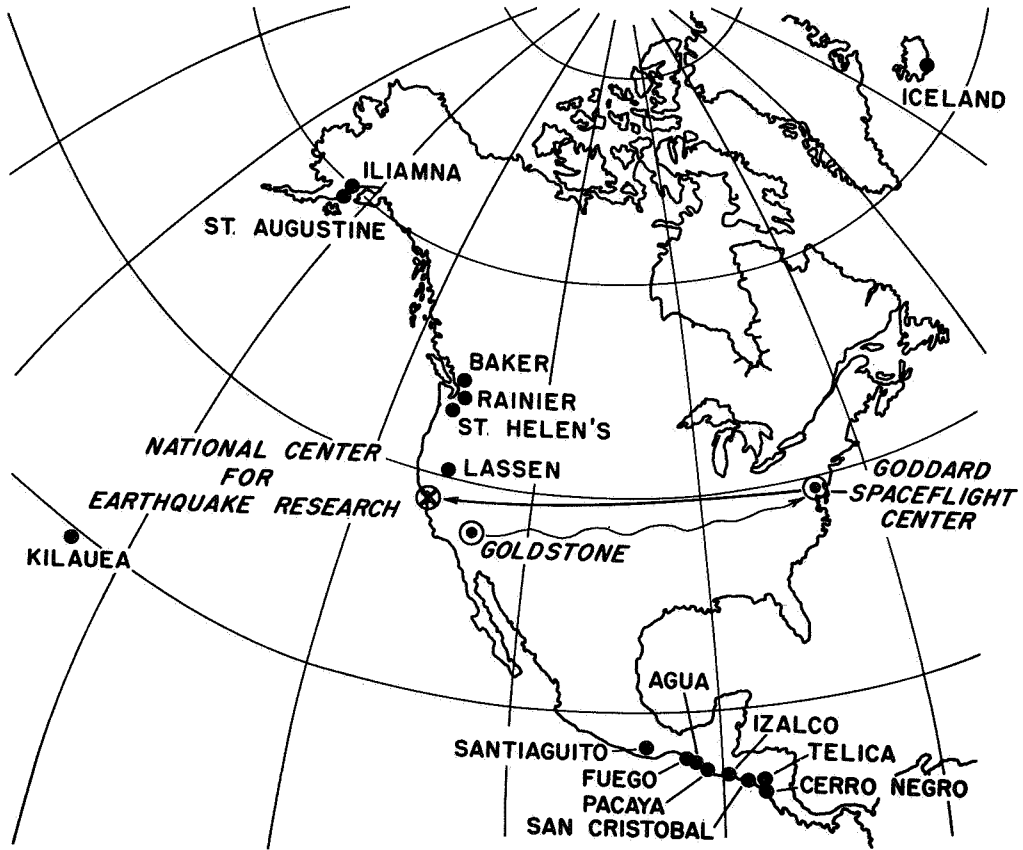 ICELAND
ILIAMNA
ST. AUGUSTINE
BAKER
RAINIER
ST. HELEN'S
NATIONAL CENTER
FOR
EARTHQUAKE RESEARCH
LASSEN
GODDARD
SPACEFLIGHT
CENTER
KILAUEA
GOLDSTONE
AGUA
IZALCO
SANTIAGUITO
TELICA
FUEGO
CERRO NEGRO
PACAYA
SAN CRISTOBAL